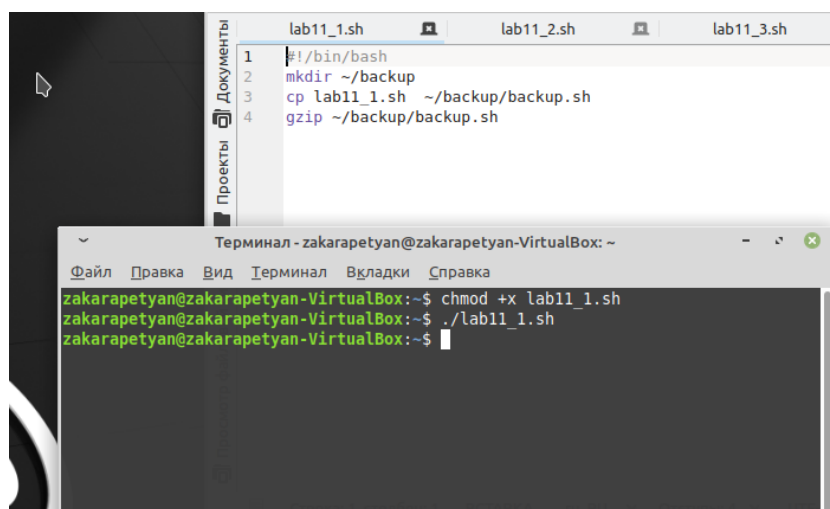 lab11_1.sh
lab11_2.sh
lab11_3.sh
Документы
Проекты
1 #!/bin/bash
2 mkdir ~/backup
3 cp lab11_1.sh  ~/backup/backup.sh
4 gzip ~/backup/backup.sh
Терминал - zakarapetyan@zakarapetyan-VirtualBox: ~
Файл Правка Вид Терминал Вкладки Справка
zakarapetyan@zakarapetyan-VirtualBox:~$ chmod +x lab11_1.sh
zakarapetyan@zakarapetyan-VirtualBox:~$ ./lab11_1.sh
zakarapetyan@zakarapetyan-VirtualBox:~$